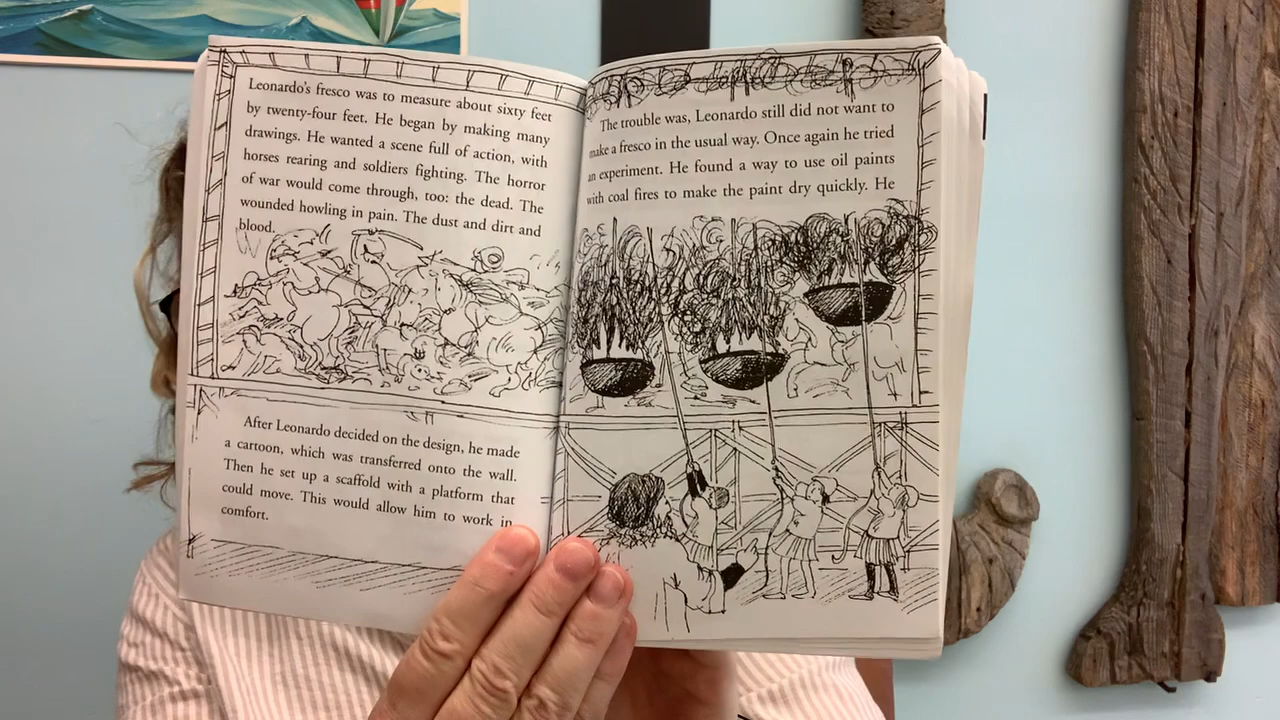 Leonardo's fresco was to measure about sixty feet
by twenty-four feet. He began by making many
drawings. He wanted a scene full of action, with
horses rearing and soldiers fighting. The horror
of war would come through, too: the dead. The
wounded howling in pain. The dust and dirt and
blood.
After Leonardo decided on the design, he made
a cartoon, which was transferred onto the wall.
Then he set up a scaffold with a platform that
could move. This would allow him to work in
comfort.
The trouble was, Leonardo still did not want to
make a fresco in the usual way. Once again he tried
an experiment. He found a way to use oil paints
with coal fires to make the paint dry quickly. He